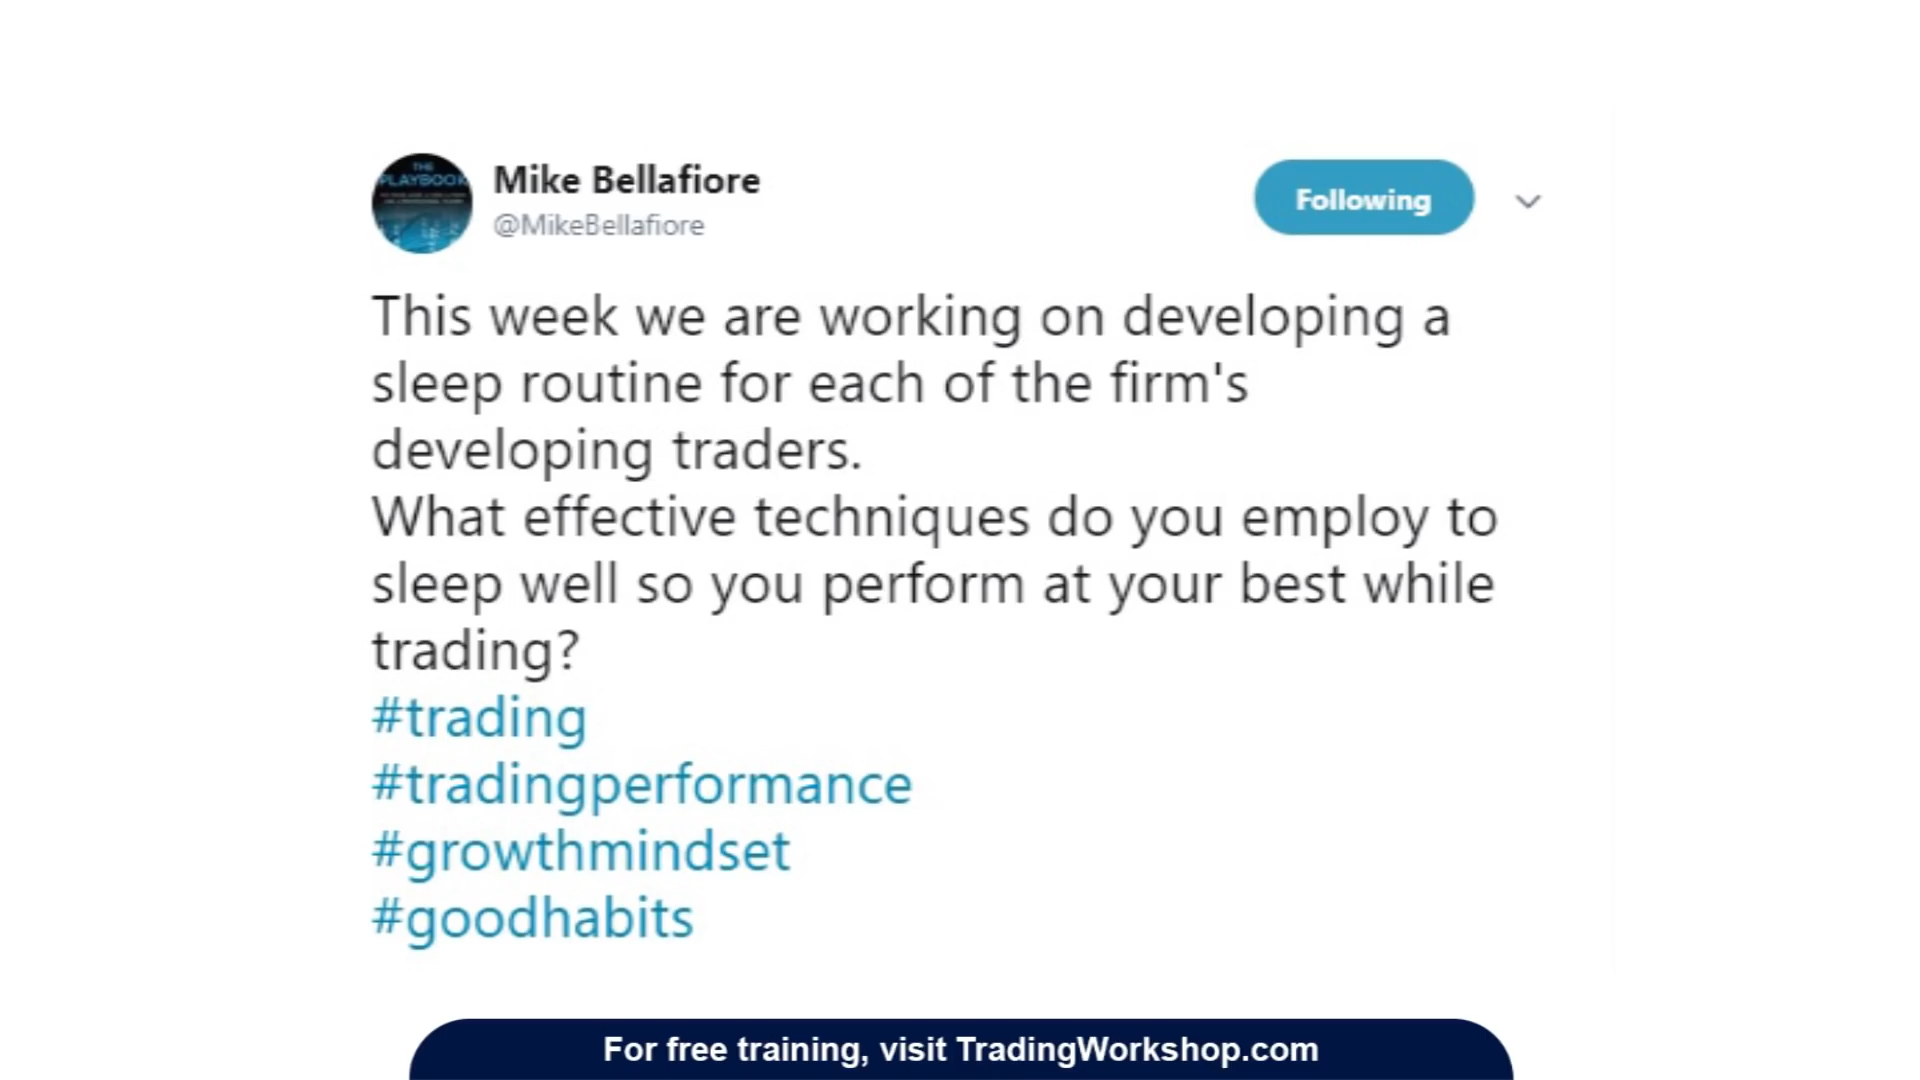 THE
PLAYBOOK
Mike Bellafiore
@MikeBellafiore
Following
This week we are working on developing a
sleep routine for each of the firm's
developing traders.
What effective techniques do you employ to
sleep well so you perform at your best while
trading?
#trading
#tradingperformance
#growthmindset
#goodhabits
For free training, visit TradingWorkshop.com